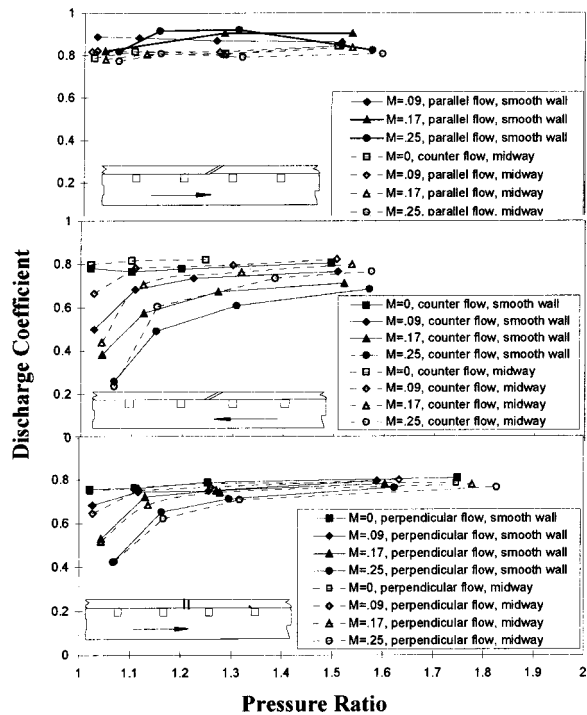 1
0.8
0.6
0.4
0.2
M=.09, parallel flow, smooth wall
M=.17, parallel flow, smooth wall
M=.25, parallel flow, smooth wall
M=0, counter flow, midway
M=.09, parallel flow, midway
M=.17, parallel flow, midway
M=.25, parallel flow, midway
Discharge Coefficient
0.8
0.6
0.4
0.2
0
M=0, counter flow, smooth wall
M=.09, counter flow, smooth wall
M=.17, counter flow, smooth wall
M=.25, counter flow, smooth wall
M=0, counter flow, midway
M=.09, counter flow, midway
M=.17, counter flow, midway
M=.25, counter flow, midway
0.8
0.6
0.4
0.2
0
M=0, perpendicular flow, smooth wall
M=.09, perpendicular flow, smooth wall
M=.17, perpendicular flow, smooth wall
M=.25, perpendicular flow, smooth wall
M=0, perpendicular flow, midway
M=.09, perpendicular flow, midway
M=.17, perpendicular flow, midway
M=.25, perpendicular flow, midway
1 1.1 1.2 1.3 1.4 1.5 1.6 1.7 1.8 1.9 2
Pressure Ratio